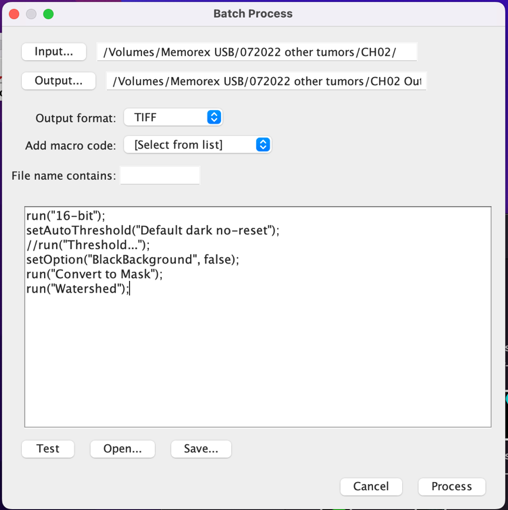 Batch Process
Input... /Volumes/Memorex USB/072022 other tumors/CH02/
Output... /Volumes/Memorex USB/072022 other tumors/CH02 Out
Output format: TIFF
Add macro code: [Select from list]
File name contains:
run("16-bit");
setAutoThreshold("Default dark no-reset");
//run("Threshold...");
setOption("BlackBackground", false);
run("Convert to Mask");
run("Watershed");
Test Open... Save...
Cancel Process